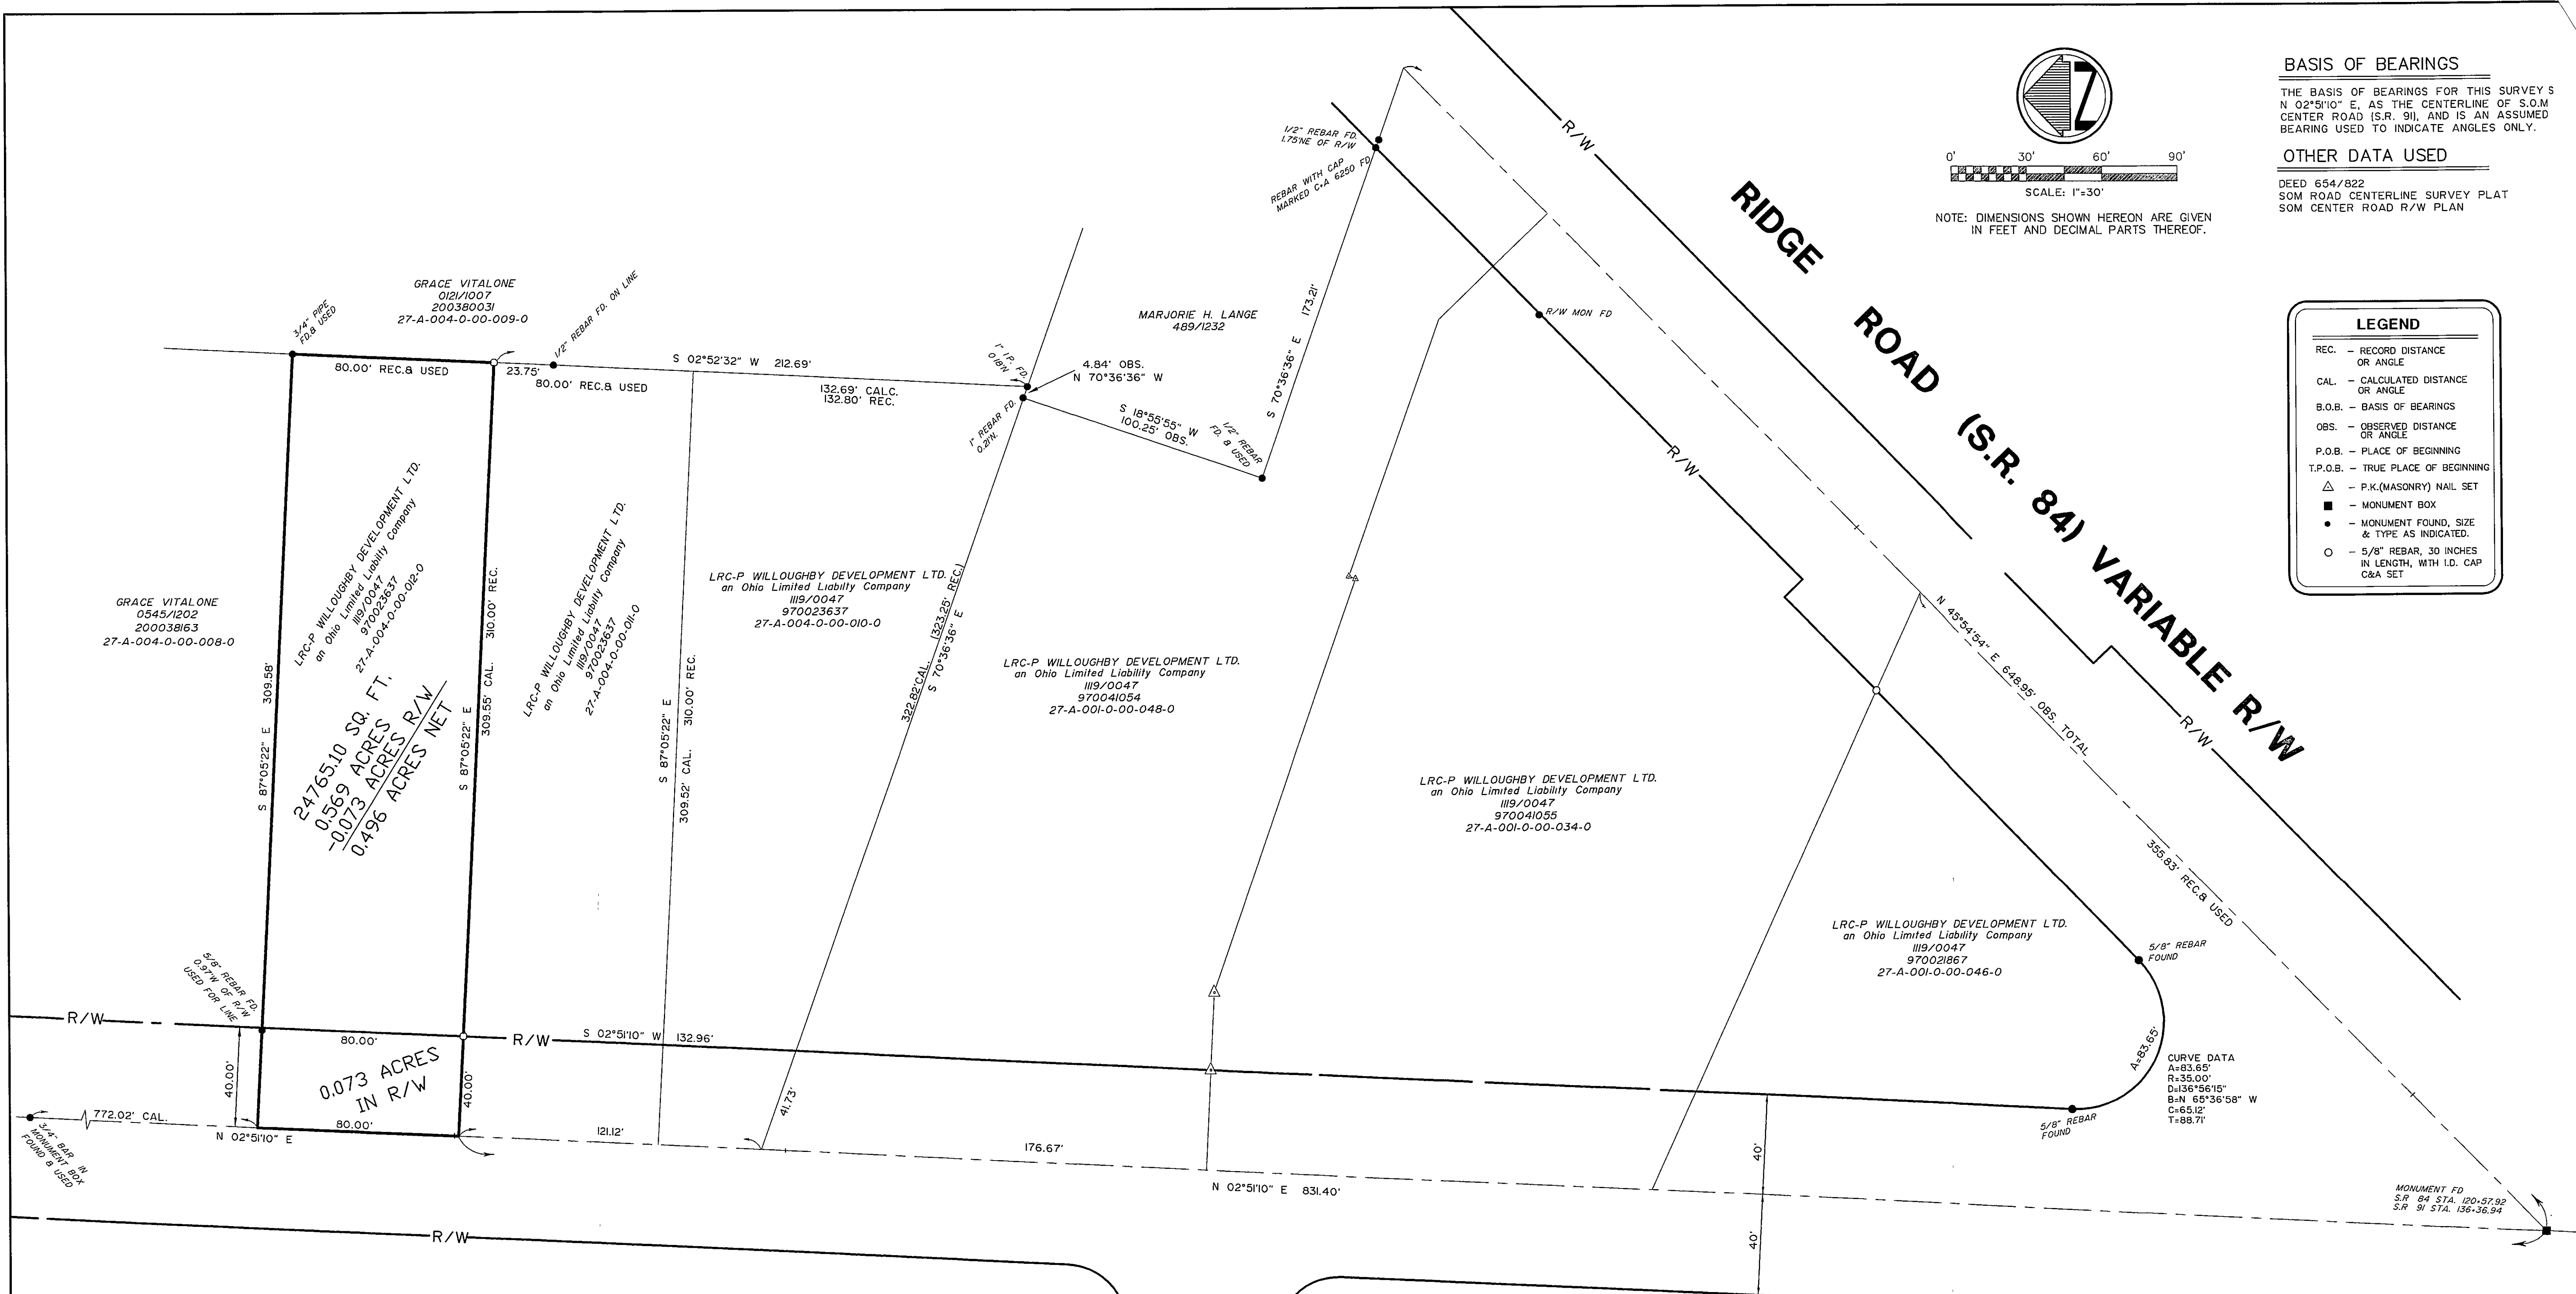 BASIS OF BEARINGS
THE BASIS OF BEARINGS FOR THIS SURVEY S
N 02°51'10" E, AS THE CENTERLINE OF S.O.M
CENTER ROAD (S.R. 91), AND IS AN ASSUMED
BEARING USED TO INDICATE ANGLES ONLY.
OTHER DATA USED
DEED 654/822
SOM ROAD CENTERLINE SURVEY PLAT
SOM CENTER ROAD R/W PLAN
Z
0' 30' 60' 90'
SCALE: 1"=30'
NOTE: DIMENSIONS SHOWN HEREON ARE GIVEN
IN FEET AND DECIMAL PARTS THEREOF.
LEGEND
REC. – RECORD DISTANCE
OR ANGLE
CAL. – CALCULATED DISTANCE
OR ANGLE
B.O.B. – BASIS OF BEARINGS
OBS. – OBSERVED DISTANCE
OR ANGLE
P.O.B. – PLACE OF BEGINNING
T.P.O.B. – TRUE PLACE OF BEGINNING
– P.K.(MASONRY) NAIL SET
– MONUMENT BOX
– MONUMENT FOUND, SIZE
& TYPE AS INDICATED.
– 5/8" REBAR, 30 INCHES
IN LENGTH, WITH I.D. CAP
C&A SET
RIDGE ROAD (S.R. 84) VARIABLE R/W
R/W
R/W
R/W
1/2" REBAR FD.
1.75'NE OF R/W
REBAR WITH CAP
MARKED C+A 6250 FD
R/W MON FD
GRACE VITALONE
0121/1007
200380031
27-A-004-0-00-009-0
3/4" PIPE
FD.& USED
1/2" REBAR FD. ON LINE
80.00' REC.& USED
23.75'
80.00' REC.& USED
S 02°52'32" W 212.69'
132.69' CALC.
132.80' REC.
1" I.P. FD.
0.18'N
1" REBAR FD.
0.21'N.
4.84' OBS.
N 70°36'36" W
MARJORIE H. LANGE
489/1232
S 70°36'36" E 173.21'
S 18°55'55" W
100.25' OBS.
1/2" REBAR
FD. & USED
GRACE VITALONE
0545/1202
200038163
27-A-004-0-00-008-0
S 87°05'22" E 309.58'
LRC-P WILLOUGHBY DEVELOPMENT LTD.
an Ohio Limited Liability Company
1119/0047
970023637
27-A-004-0-00-012-0
24765.10 SQ. FT.
0.569 ACRES
-0.073 ACRES R/W
0.496 ACRES NET
S 87°05'22" E
309.55' CAL. 310.00' REC.
LRC-P WILLOUGHBY DEVELOPMENT LTD.
an Ohio Limited Liability Company
1119/0047
970023637
27-A-004-0-00-011-0
S 87°05'22" E
309.52' CAL. 310.00' REC.
LRC-P WILLOUGHBY DEVELOPMENT LTD.
an Ohio Limited Liabilty Company
1119/0047
970023637
27-A-004-0-00-010-0
322.82'CAL. (323.25' REC.)
S 70°36'36" E
LRC-P WILLOUGHBY DEVELOPMENT LTD.
an Ohio Limited Liability Company
1119/0047
970041054
27-A-001-0-00-048-0
LRC-P WILLOUGHBY DEVELOPMENT LTD.
an Ohio Limited Liability Company
1119/0047
970041055
27-A-001-0-00-034-0
LRC-P WILLOUGHBY DEVELOPMENT LTD.
an Ohio Limited Liability Company
1119/0047
970021867
27-A-001-0-00-046-0
N 45°54'54" E 648.95' OBS. TOTAL
355.83' REC.& USED
R/W
5/8" REBAR
FOUND
5/8" REBAR FD.
0.97'W OF R/W
USED FOR LINE
R/W
80.00'
R/W
S 02°51'10" W 132.96'
40.00'
0.073 ACRES
IN R/W
40.00'
41.73'
A=83.65'
CURVE DATA
A=83.65'
R=35.00'
D=136°56'15"
B=N 65°36'58" W
C=65.12'
T=88.71'
5/8" REBAR
FOUND
772.02' CAL.
3/4" BAR IN
MONUMENT BOX
FOUND & USED
N 02°51'10" E
80.00'
121.12'
176.67'
N 02°51'10" E 831.40'
40'
40'
MONUMENT FD
S.R 84 STA. 120+57.92
S.R 91 STA. 136+36.94
R/W